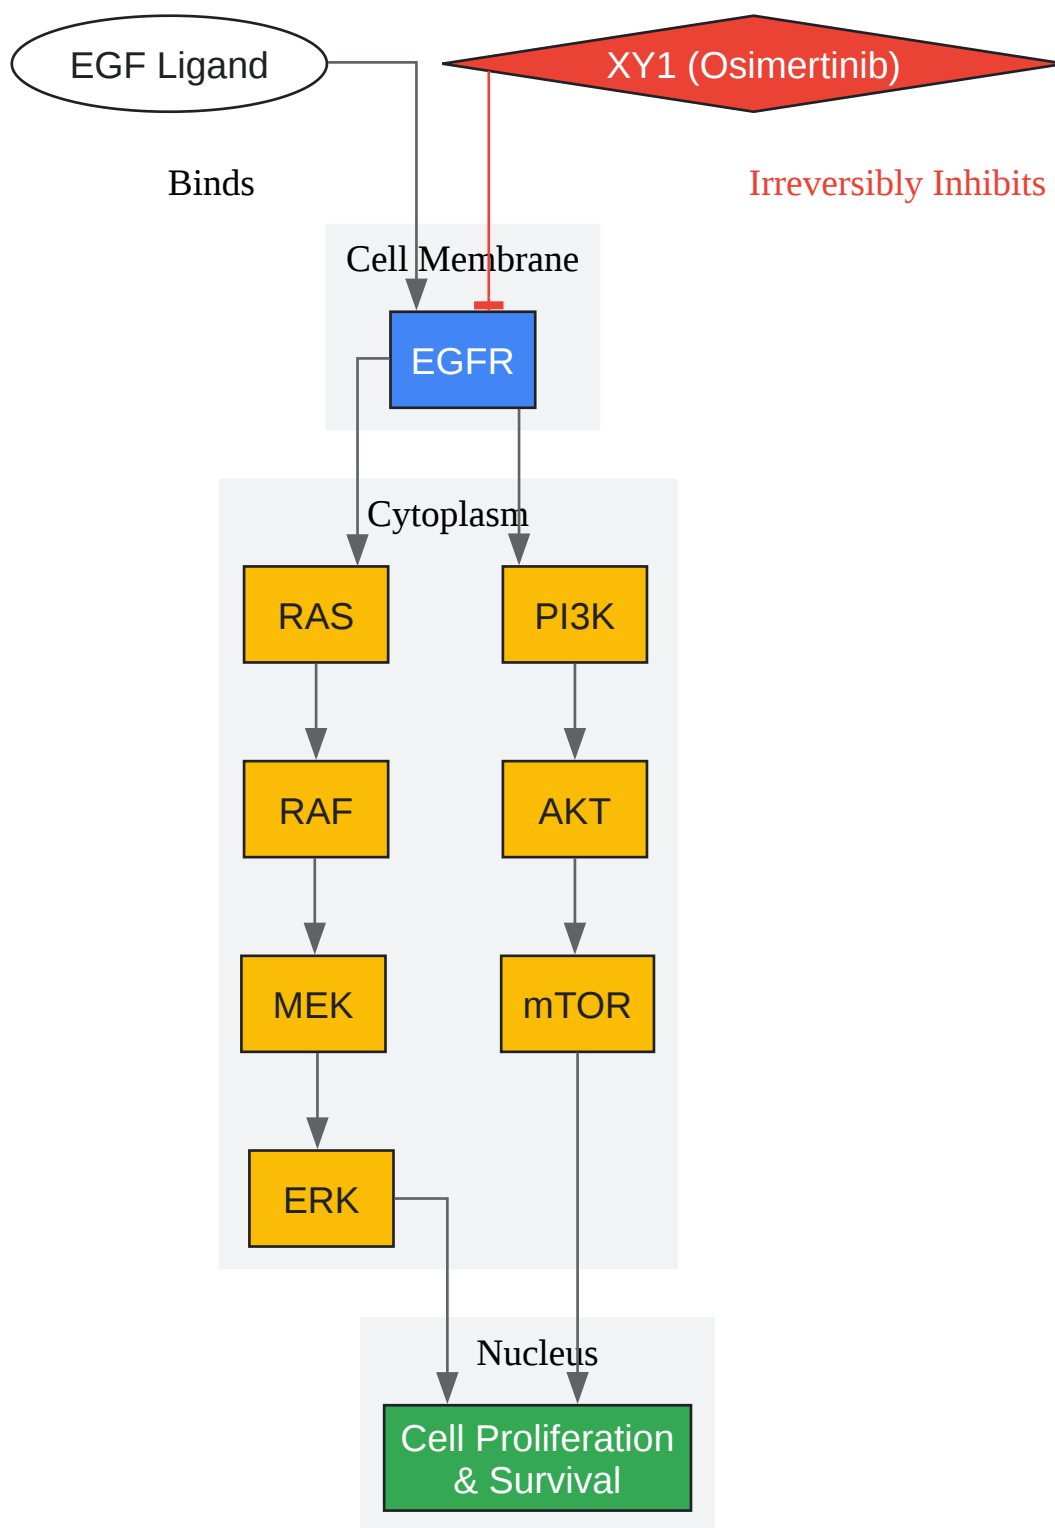 EGF Ligand
XY1 (Osimertinib)
Binds
Irreversibly Inhibits
Cell Membrane
EGFR
Cytoplasm
RAS
PI3K
RAF
AKT
MEK
mTOR
ERK
Nucleus
Cell Proliferation
& Survival